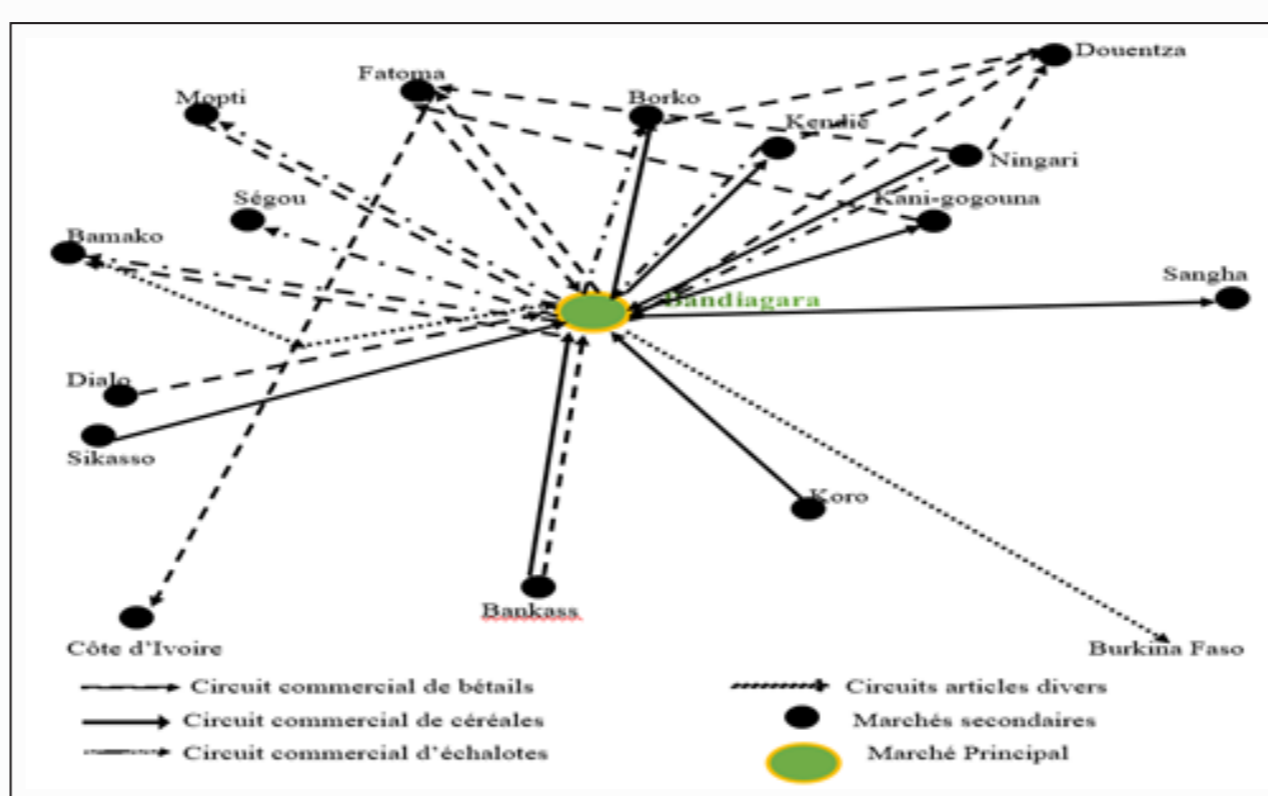 Douentza
Fatoma
Mopti
Borko
Kendié
Ningari
Ségou
Kani-gogouna
Bamako
Sangha
Bandiagara
Dialo
Sikasso
Koro
Bankass
Côte d'Ivoire
Burkina Faso
Circuit commercial de bétails
Circuits articles divers
Circuit commercial de céréales
Marchés secondaires
Circuit commercial d'échalotes
Marché Principal